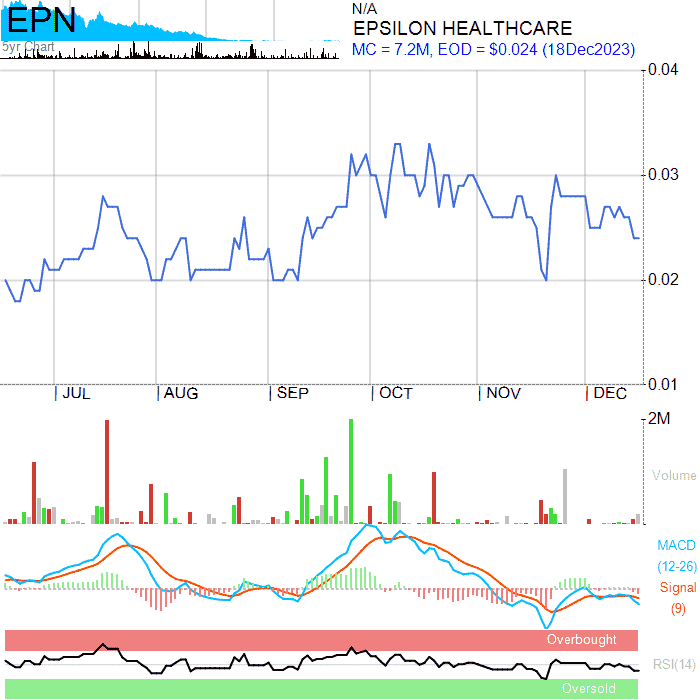 EPN
5yr Chart
N/A
EPSILON HEALTHCARE
MC = 7.2M, EOD = $0.024 (18Dec2023)
0.04
0.03
0.02
0.01
JUL AUG SEP OCT NOV DEC
2M
Volume
MACD
(12-26)
Signal
(9)
Overbought
RSI(14)
Oversold